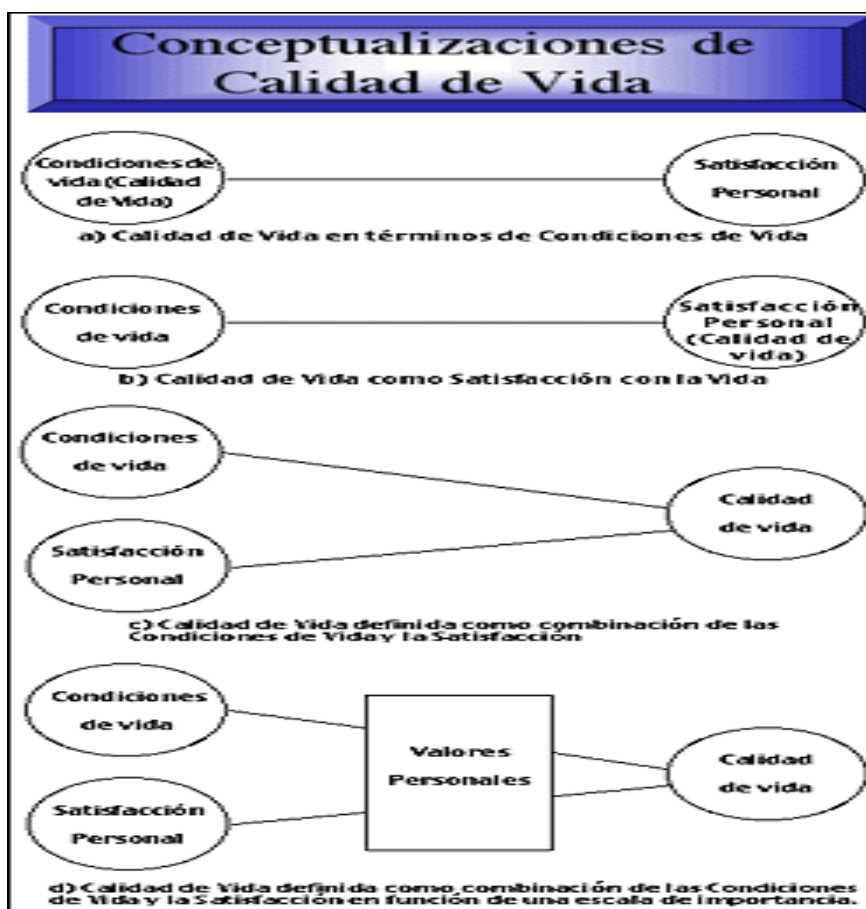 Conceptualizaciones de
Calidad de Vida
Condiciones de
vida (Calidad
de Vida)
Satisfacción
Personal
a) Calidad de Vida en términos de Condiciones de Vida
Condiciones
de vida
Satisfacción
Personal
(Calidad de
vida)
b) Calidad de Vida como Satisfacción con la Vida
Condiciones
de vida
Satisfacción
Personal
Calidad
de vida
c) Calidad de Vida definida como combinación de las
Condiciones de Vida y la Satisfacción
Condiciones
de vida
Satisfacción
Personal
Valores
Personales
Calidad
de vida
d) Calidad de Vida definida como combinación de las Condiciones
de Vida y la Satisfacción en función de una escala de importancia.